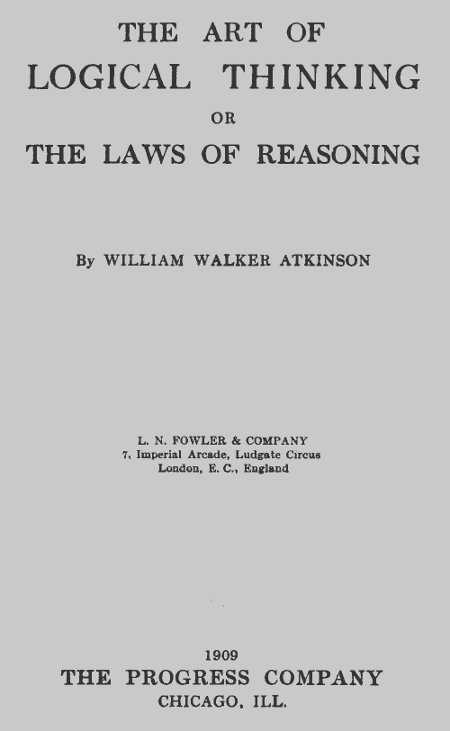 THE ART OF
LOGICAL THINKING
OR
THE LAWS OF REASONING
By WILLIAM WALKER ATKINSON
L. N. FOWLER & COMPANY
7, Imperial Arcade, Ludgate Circus
London, E. C., England
1909
THE PROGRESS COMPANY
CHICAGO, ILL.